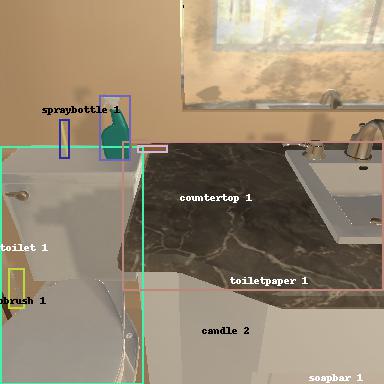 spraybottle 1
countertop 1
toilet 1
toiletpaper 1
brush 1
candle 2
soapbar 1